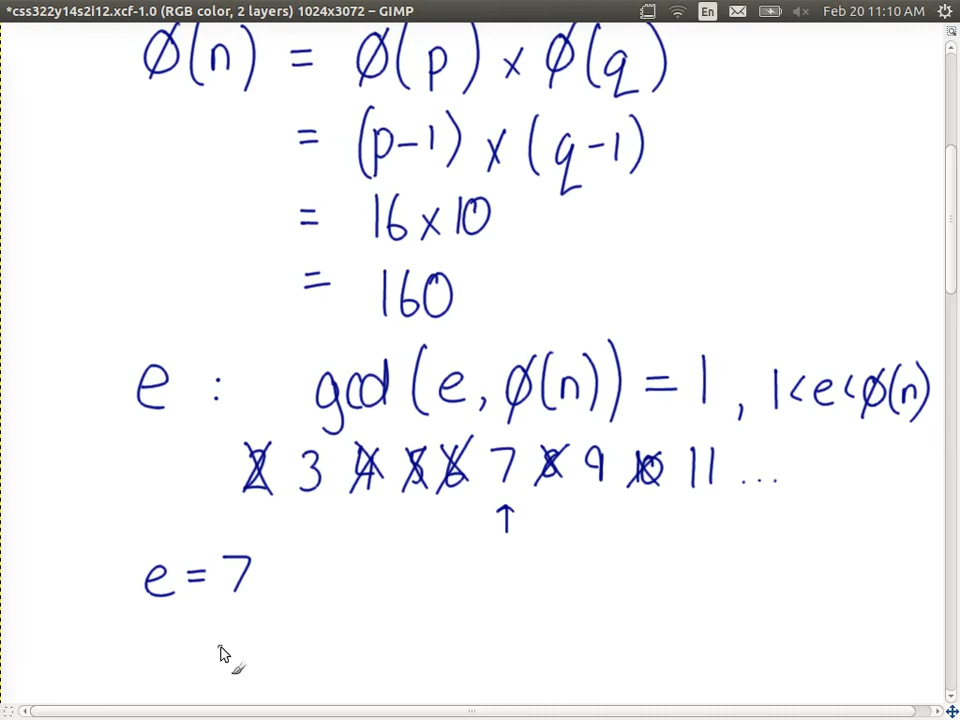 *css322y14s2i12.xcf-1.0 (RGB color, 2 layers) 1024x3072 – GIMP
En
Feb 20 11:10 AM
Ø(n) = Ø(p) × Ø(q)
= (p-1) × (q-1)
= 16 × 10
= 160
e : gcd(e, Ø(n)) = 1, 1<e<Ø(n)
2 3 4 5 6 7 8 9 10 11 ...
↑
e = 7